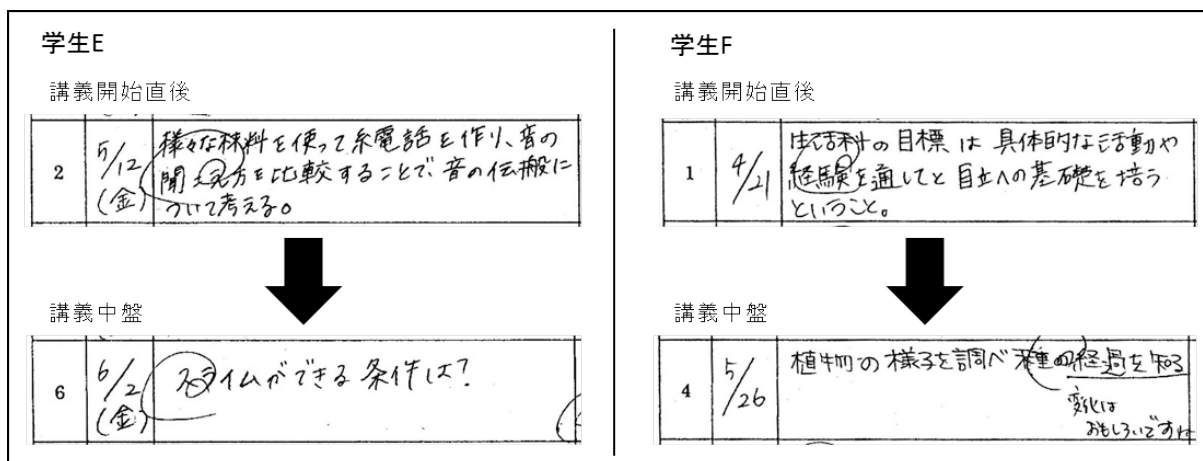 学生E
講義開始直後
2
5/12
(金)
様々な材料を使って糸電話を作り、音の
聞こえ方を比較することで、音の伝搬に
ついて考える。
講義中盤
6
6/2
(金)
スライムができる条件は？
学生F
講義開始直後
1
4/21
生活科の目標は具体的な活動や
経験を通してと自立への基礎を培う
ということ。
講義中盤
4
5/26
植物の様子を調べ種の経過を知る
変化は
おもしろいですね